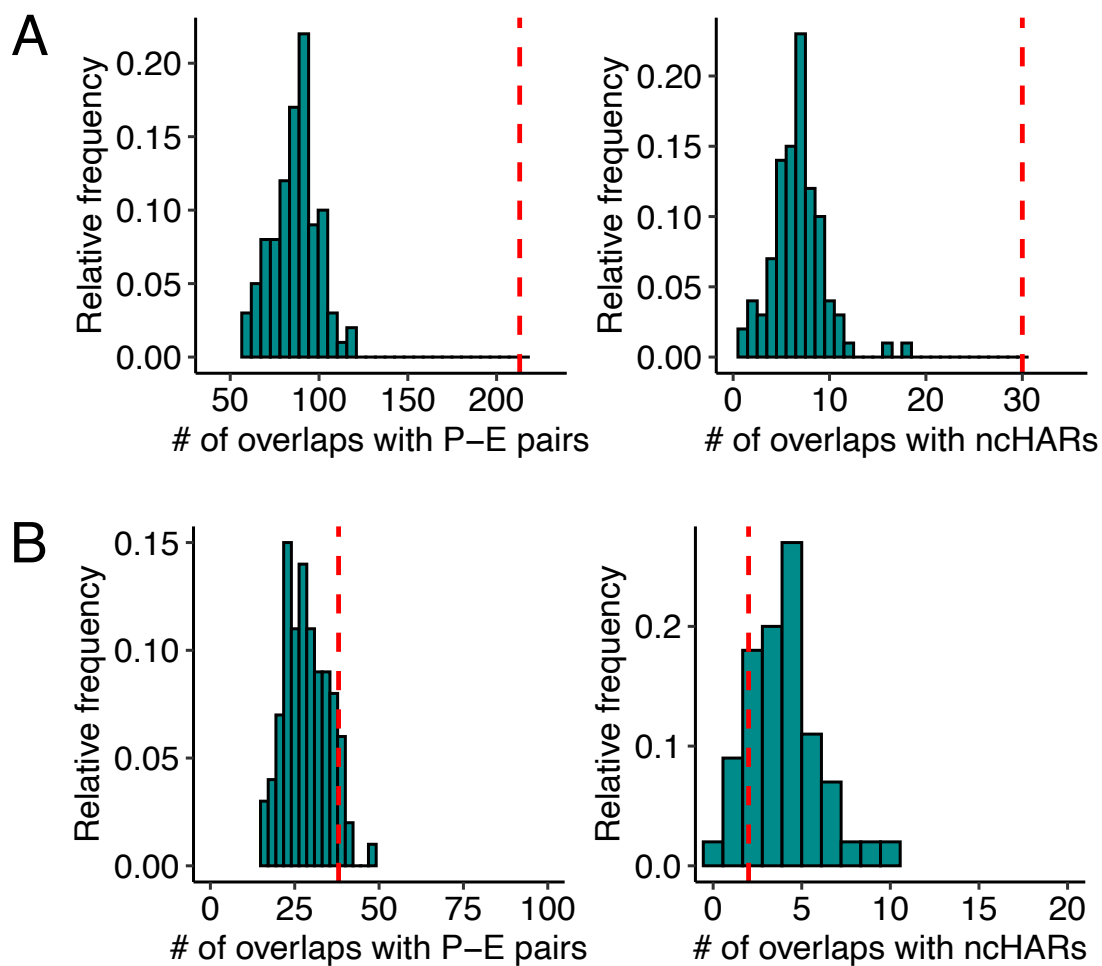 A
Relative frequency
0.20
0.15
0.10
0.05
0.00
50 100 150 200
# of overlaps with P−E pairs
Relative frequency
0.20
0.15
0.10
0.05
0.00
0 10 20 30
# of overlaps with ncHARs
B
Relative frequency
0.15
0.10
0.05
0.00
0 25 50 75 100
# of overlaps with P−E pairs
Relative frequency
0.2
0.1
0.0
0 5 10 15 20
# of overlaps with ncHARs